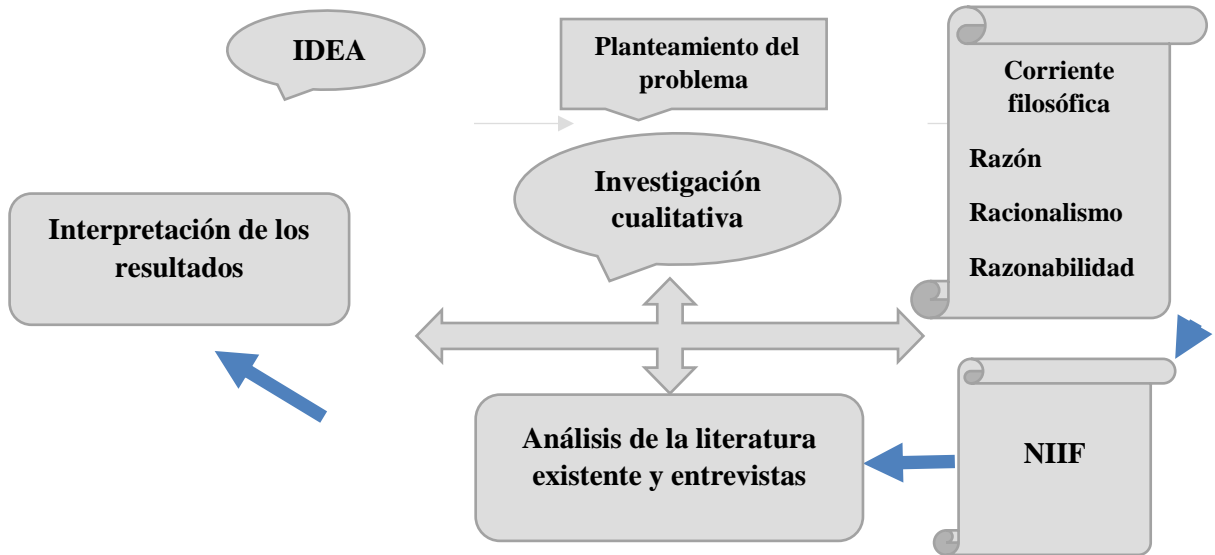 IDEA
Planteamiento del
problema
Corriente
filosófica
Razón
Racionalismo
Razonabilidad
Investigación
cualitativa
Interpretación de los
resultados
Análisis de la literatura
existente y entrevistas
NIIF